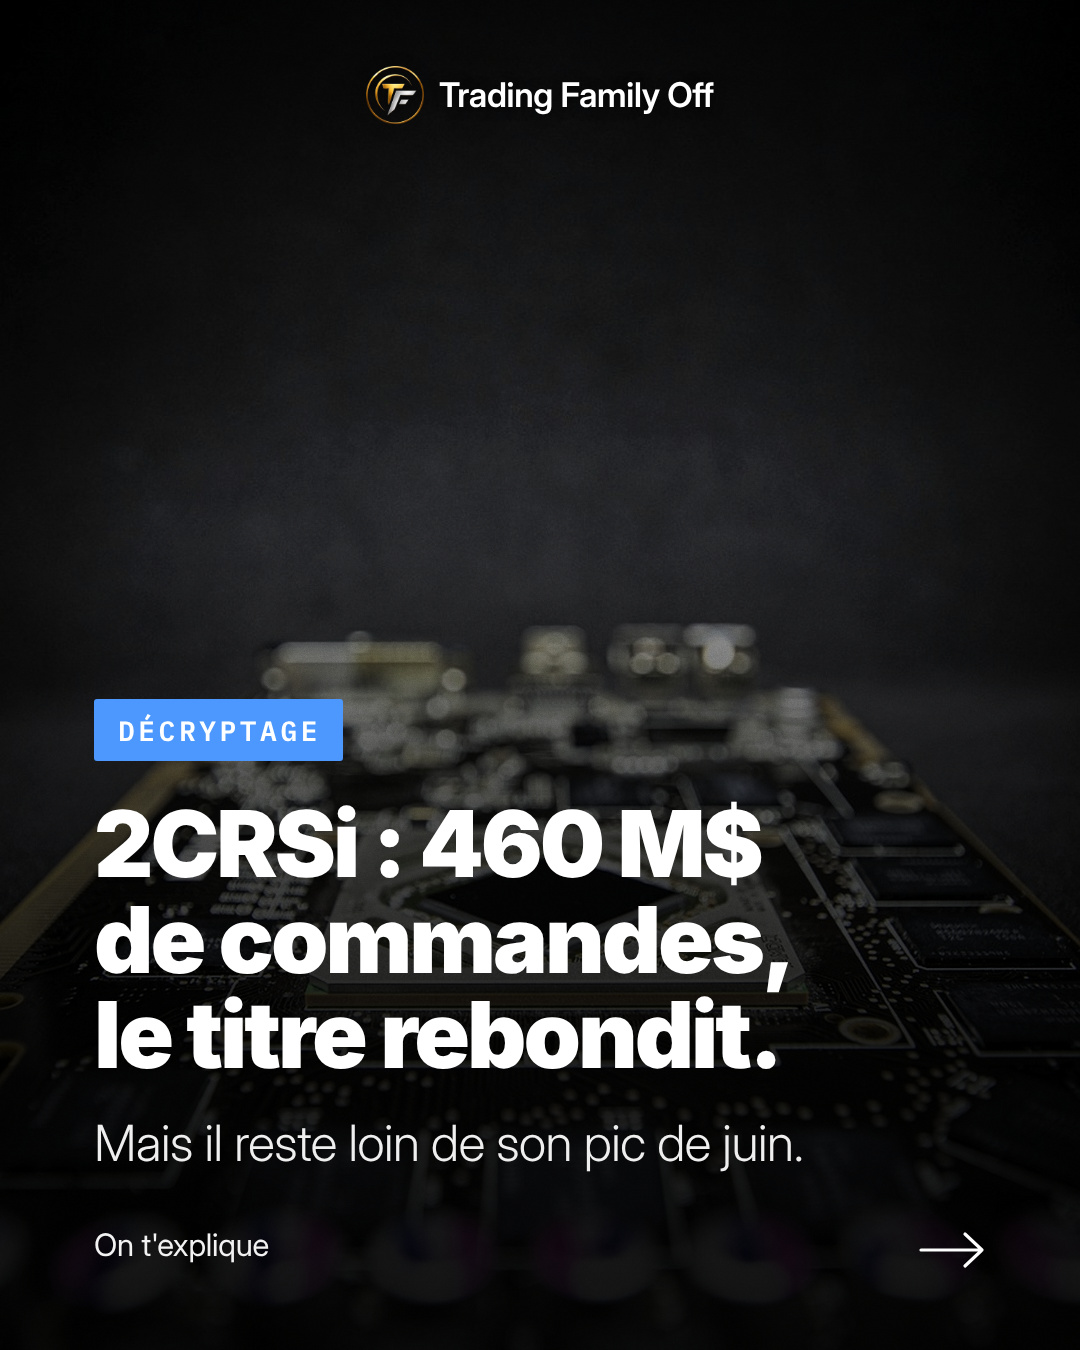 TF Trading Family Off
DÉCRYPTAGE
2CRSi : 460 M$
de commandes,
le titre rebondit.
Mais il reste loin de son pic de juin.
On t'explique